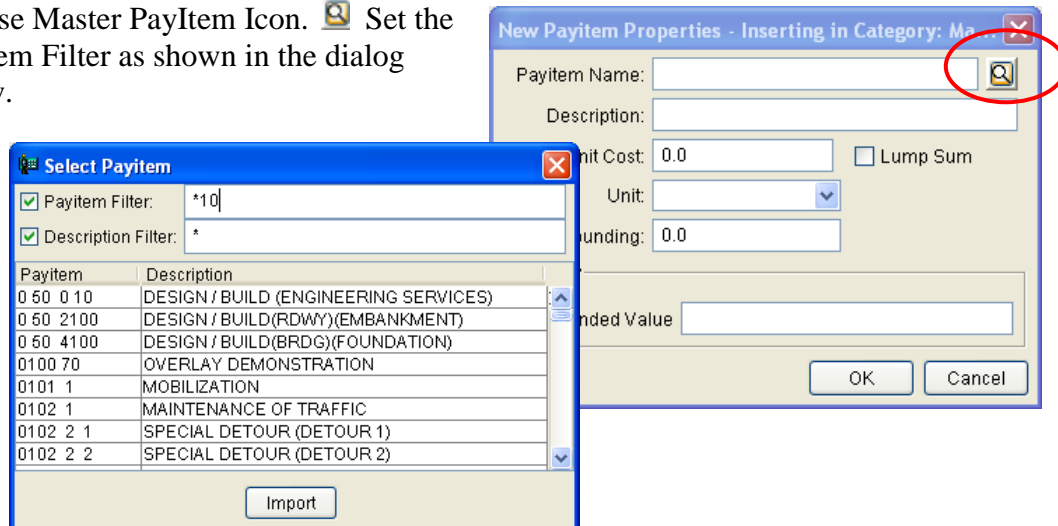 se Master PayItem Icon. Set the
em Filter as shown in the dialog
New Payitem Properties - Inserting in Category: Ma...
Payitem Name:
Description:
nit Cost: 0.0 Lump Sum
Unit:
unding: 0.0
nded Value
OK Cancel
Select Payitem
Payitem Filter: *10
Description Filter: *
Payitem Description
0 50 0 10 DESIGN / BUILD (ENGINEERING SERVICES)
0 50 2100 DESIGN / BUILD(RDWY)(EMBANKMENT)
0 50 4100 DESIGN / BUILD(BRDG)(FOUNDATION)
0100 70 OVERLAY DEMONSTRATION
0101 1 MOBILIZATION
0102 1 MAINTENANCE OF TRAFFIC
0102 2 1 SPECIAL DETOUR (DETOUR 1)
0102 2 2 SPECIAL DETOUR (DETOUR 2)
Import